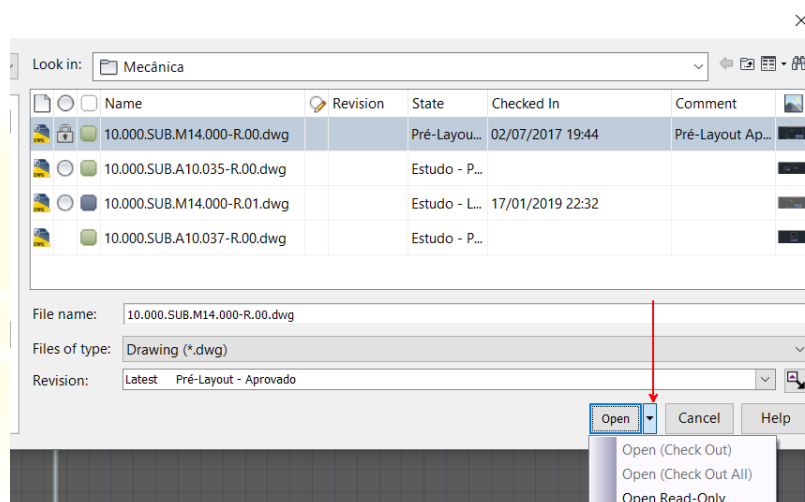 Look in: Mecânica
Name Revision State Checked In Comment
10.000.SUB.M14.000-R.00.dwg Pré-Layou... 02/07/2017 19:44 Pré-Layout Ap...
10.000.SUB.A10.035-R.00.dwg Estudo - P...
10.000.SUB.M14.000-R.01.dwg Estudo - L... 17/01/2019 22:32
10.000.SUB.A10.037-R.00.dwg Estudo - P...
File name: 10.000.SUB.M14.000-R.00.dwg
Files of type: Drawing (*.dwg)
Revision: Latest Pré-Layout - Aprovado
Open Cancel Help
Open (Check Out)
Open (Check Out All)
Open Read-Only